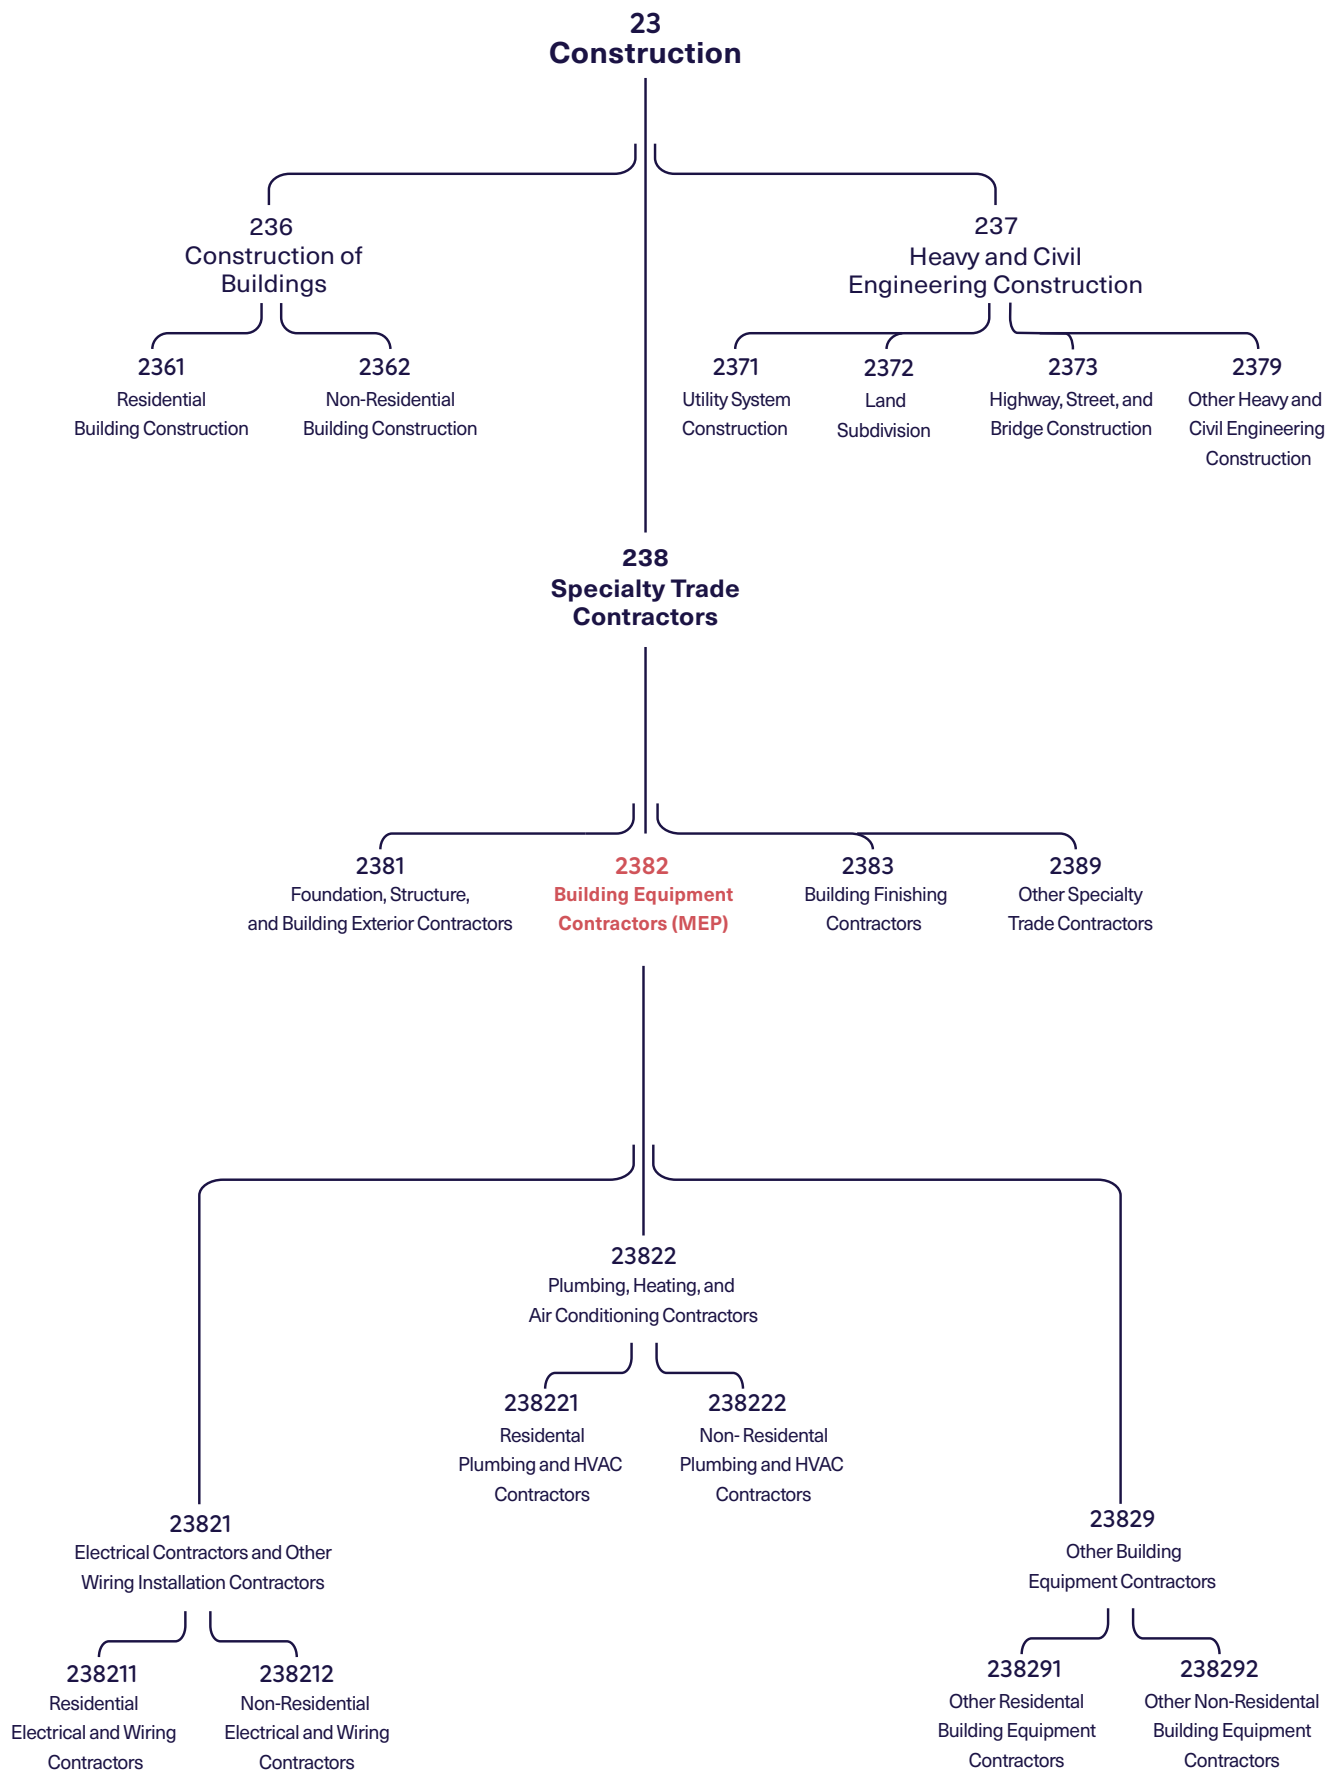 23
Construction
236
Construction of
Buildings
237
Heavy and Civil
Engineering Construction
2361
Residential
Building Construction
2362
Non-Residential
Building Construction
2371
Utility System
Construction
2372
Land
Subdivision
2373
Highway, Street, and
Bridge Construction
2379
Other Heavy and
Civil Engineering
Construction
238
Specialty Trade
Contractors
2381
Foundation, Structure,
and Building Exterior Contractors
2382
Building Equipment
Contractors (MEP)
2383
Building Finishing
Contractors
2389
Other Specialty
Trade Contractors
23822
Plumbing, Heating, and
Air Conditioning Contractors
238221
Residental
Plumbing and HVAC
Contractors
238222
Non- Residental
Plumbing and HVAC
Contractors
23821
Electrical Contractors and Other
Wiring Installation Contractors
238211
Residential
Electrical and Wiring
Contractors
238212
Non-Residential
Electrical and Wiring
Contractors
23829
Other Building
Equipment Contractors
238291
Other Residental
Building Equipment
Contractors
238292
Other Non-Residental
Building Equipment
Contractors